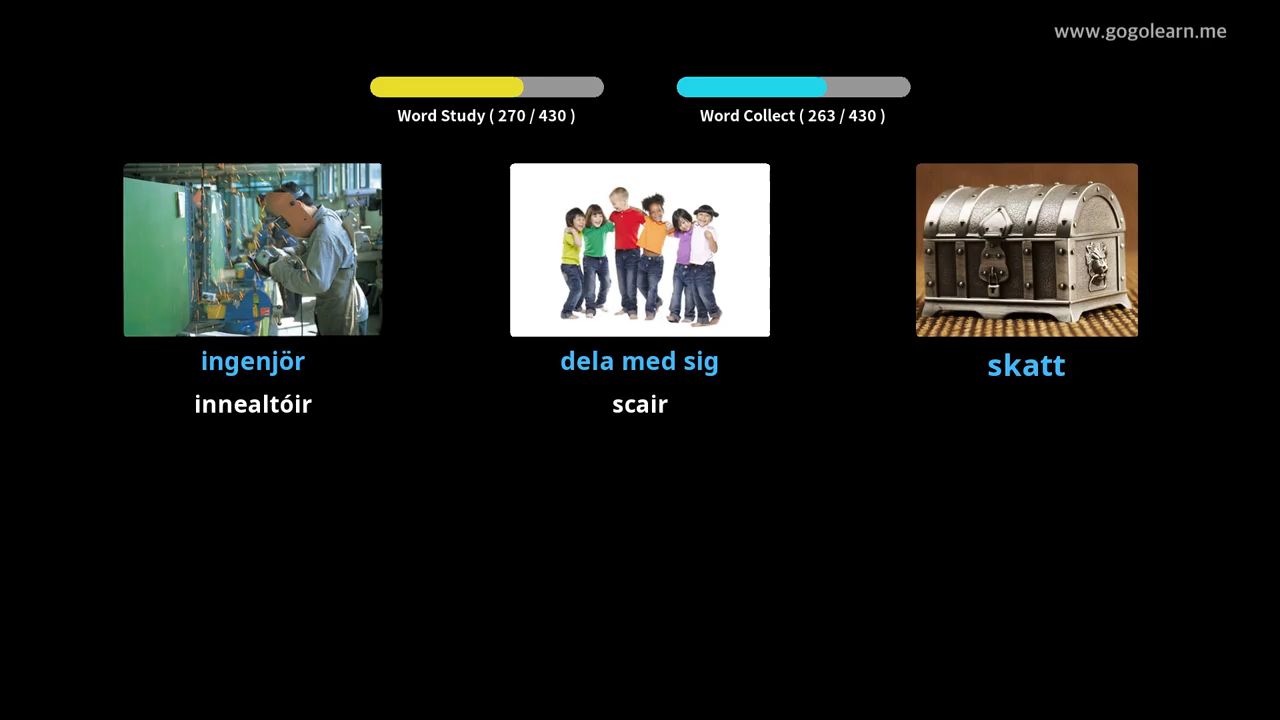 www.gogolearn.me
Word Study ( 270 / 430 )
Word Collect ( 263 / 430 )
ingenjör
dela med sig
skatt
innealtóir
scair